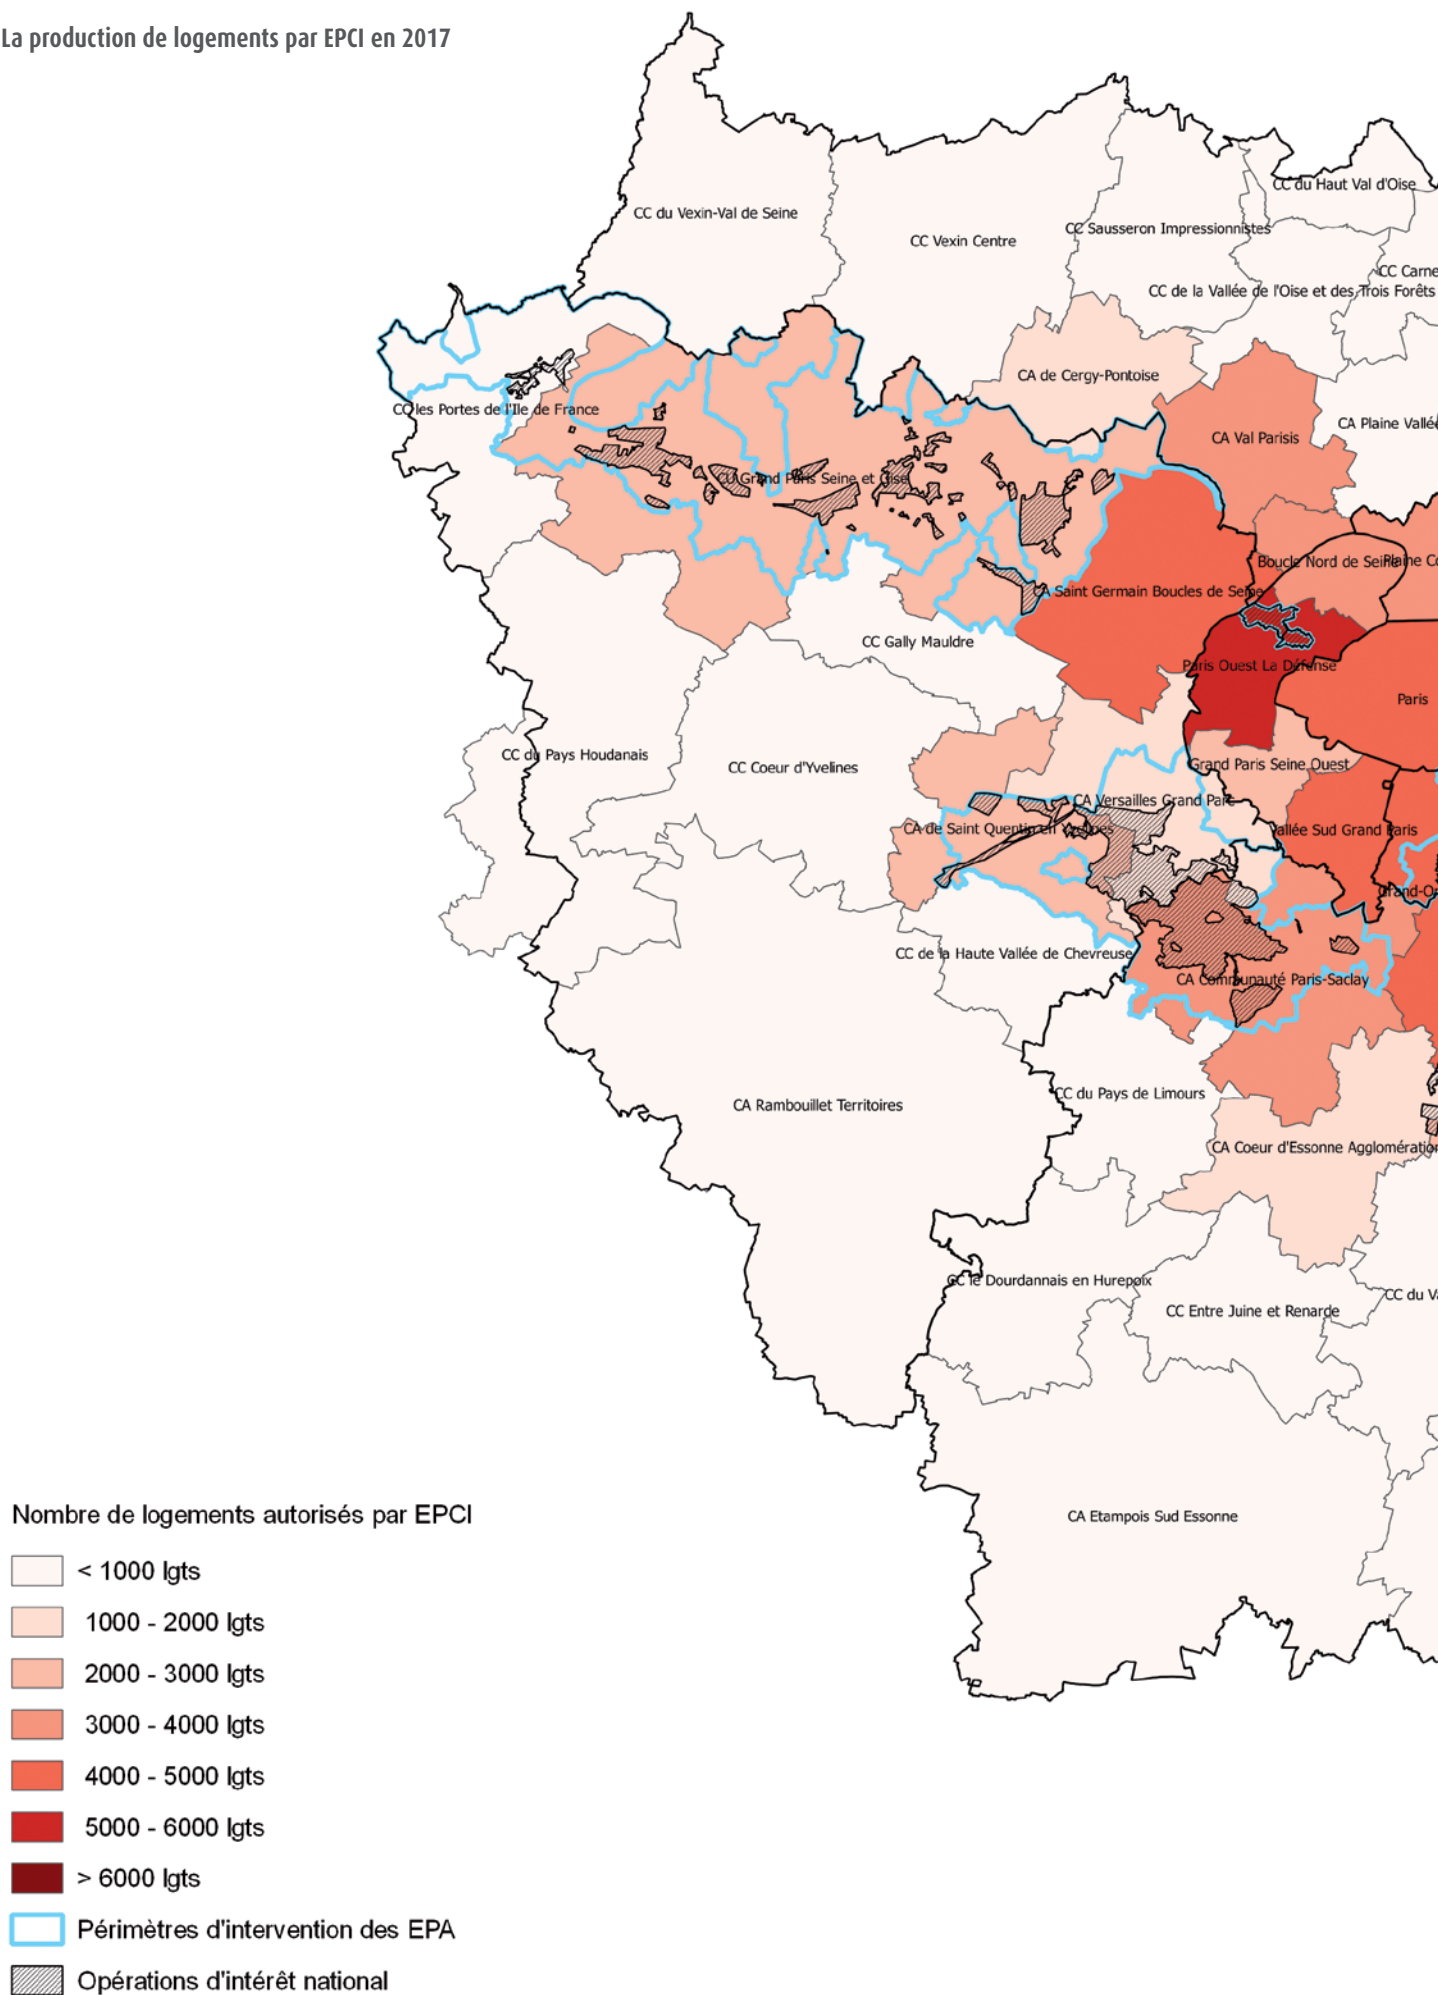 La production de logements par EPCI en 2017
CC du Haut Val d'Oise
CC du Vexin-Val de Seine
CC Sausseron Impressionnistes
CC Vexin Centre
CC Carne
CC de la Vallée de l'Oise et des Trois Forêts
CA de Cergy-Pontoise
CC les Portes de l'Ile de France
CA Plaine Vallé
CA Val Parisis
CU Grand Paris Seine et Oise
Boucle Nord de Seine
Plaine Co
CA Saint Germain Boucles de Seine
CC Gally Mauldre
Paris Ouest La Défense
Paris
CC du Pays Houdanais
CC Coeur d'Yvelines
Grand Paris Seine Ouest
CA Versailles Grand Parc
CA de Saint Quentin en Yvelines
Vallée Sud Grand Paris
Grand-O
CC de la Haute Vallée de Chevreuse
CA Communauté Paris-Saclay
CC du Pays de Limours
CA Rambouillet Territoires
CA Coeur d'Essonne Agglomération
CC le Dourdannais en Hurepoix
CC du Va
CC Entre Juine et Renarde
CA Etampois Sud Essonne
Nombre de logements autorisés par EPCI
< 1000 lgts
1000 - 2000 lgts
2000 - 3000 lgts
3000 - 4000 lgts
4000 - 5000 lgts
5000 - 6000 lgts
> 6000 lgts
Périmètres d'intervention des EPA
Opérations d'intérêt national